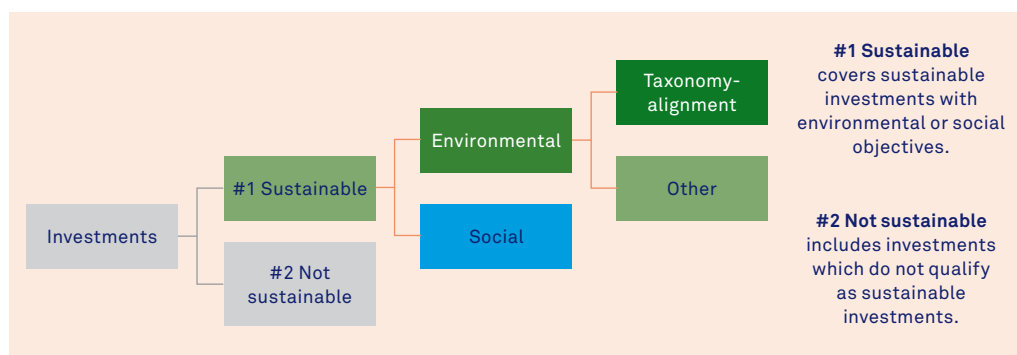 Investments
#1 Sustainable
#2 Not
sustainable
Environmental
Social
Taxonomy-
alignment
Other
#1 Sustainable
covers sustainable
investments with
environmental or social
objectives.
#2 Not sustainable
includes investments
which do not qualify
as sustainable
investments.